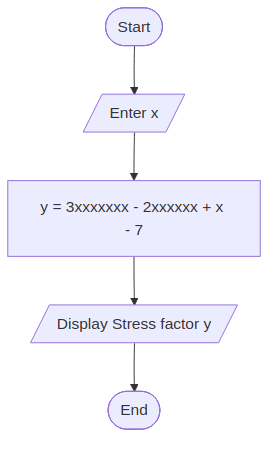 Start
Enter x
y = 3xxxxxxx - 2xxxxxx + x
- 7
Display Stress factor y
End